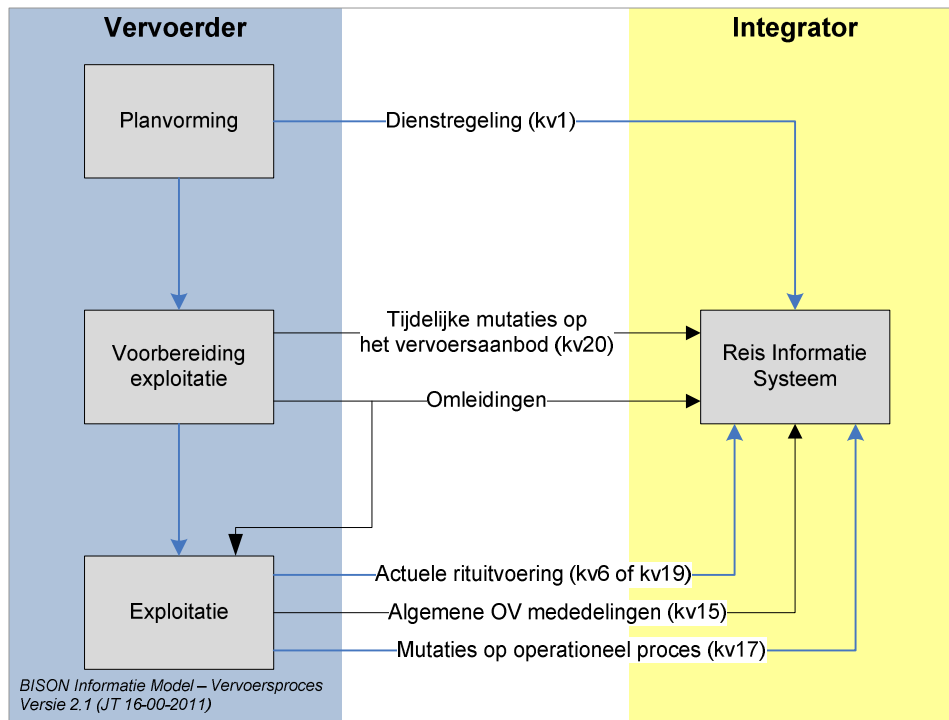 Vervoerder
Integrator
Planvorming
Dienstregeling (kv1)
Voorbereiding
exploitatie
Tijdelijke mutaties op
het vervoersaanbod (kv20)
Reis Informatie
Systeem
Omleidingen
Exploitatie
Actuele rituitvoering (kv6 of kv19)
Algemene OV mededelingen (kv15)
Mutaties op operationeel proces (kv17)
BISON Informatie Model – Vervoersproces
Versie 2.1 (JT 16-00-2011)